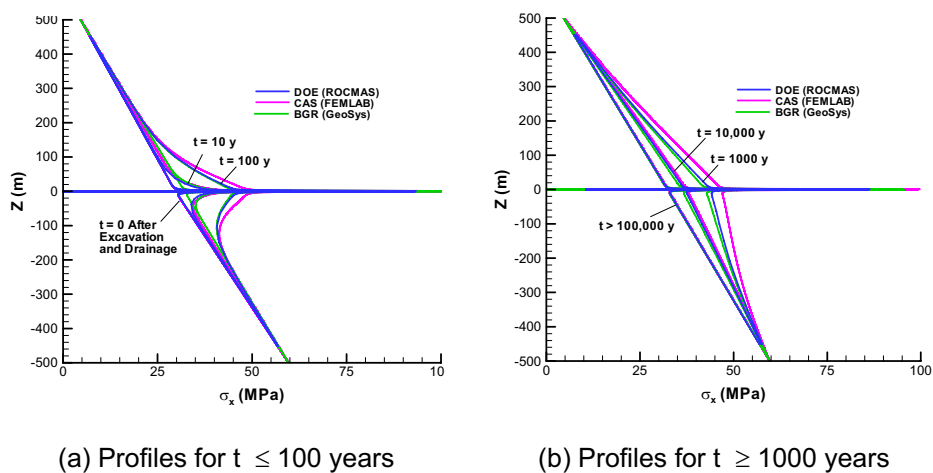 500
400
300
200
100
0
-100
-200
-300
-400
-500
Z (m)
DOE (ROCMAS)
CAS (FEMLAB)
BGR (GeoSys)
t = 10 y
t = 100 y
t = 0 After
Excavation
and Drainage
0 25 50 75 10
σx (MPa)
(a) Profiles for t ≤ 100 years
500
400
300
200
100
0
-100
-200
-300
-400
-500
Z (m)
DOE (ROCMAS)
CAS (FEMLAB)
BGR (GeoSys)
t = 10,000 y
t = 1000 y
t > 100,000 y
0 25 50 75 100
σx (MPa)
(b) Profiles for t ≥ 1000 years